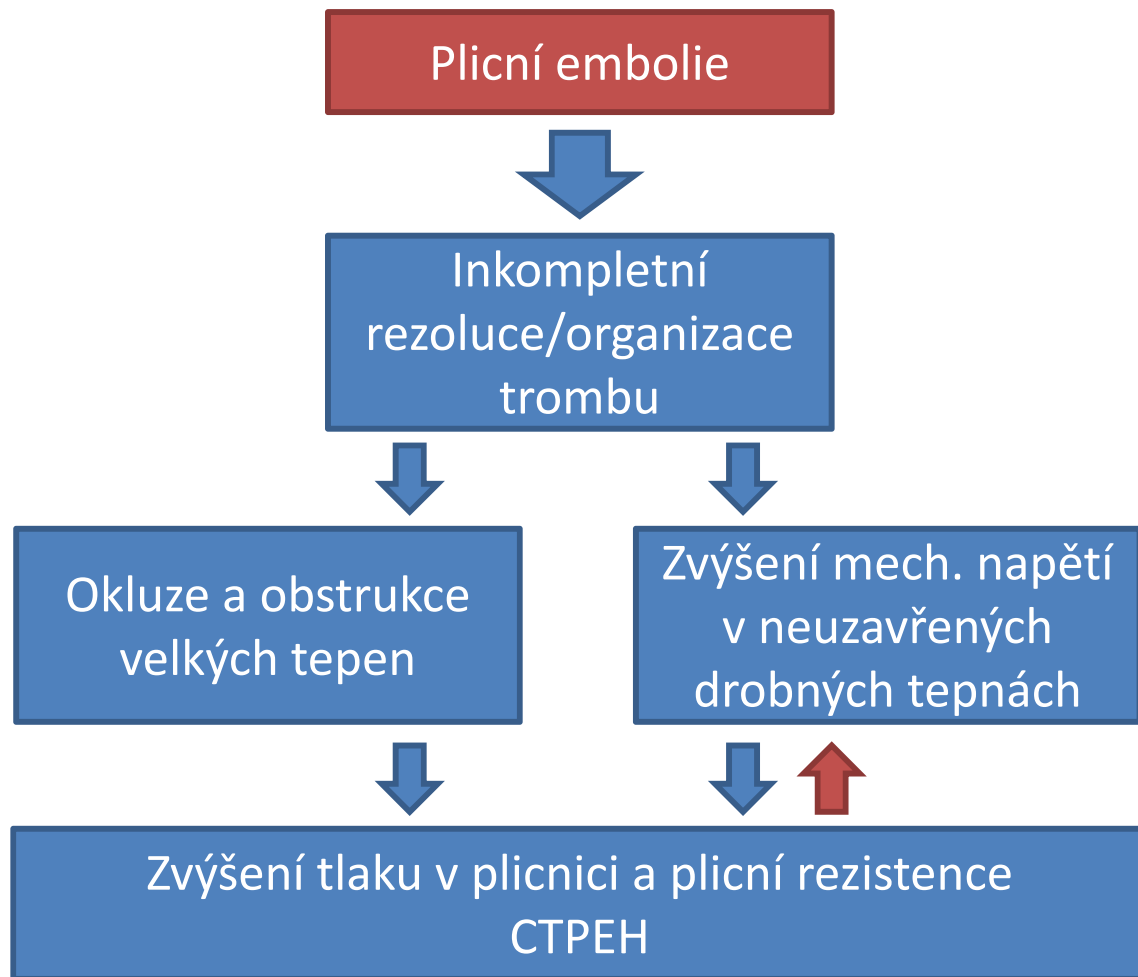 Plicní embolie
Inkompletní
rezoluce/organizace
trombu
Okluze a obstrukce
velkých tepen
Zvýšení mech. napětí
v neuzavřených
drobných tepnách
Zvýšení tlaku v plicnici a plicní rezistence
CTPEH